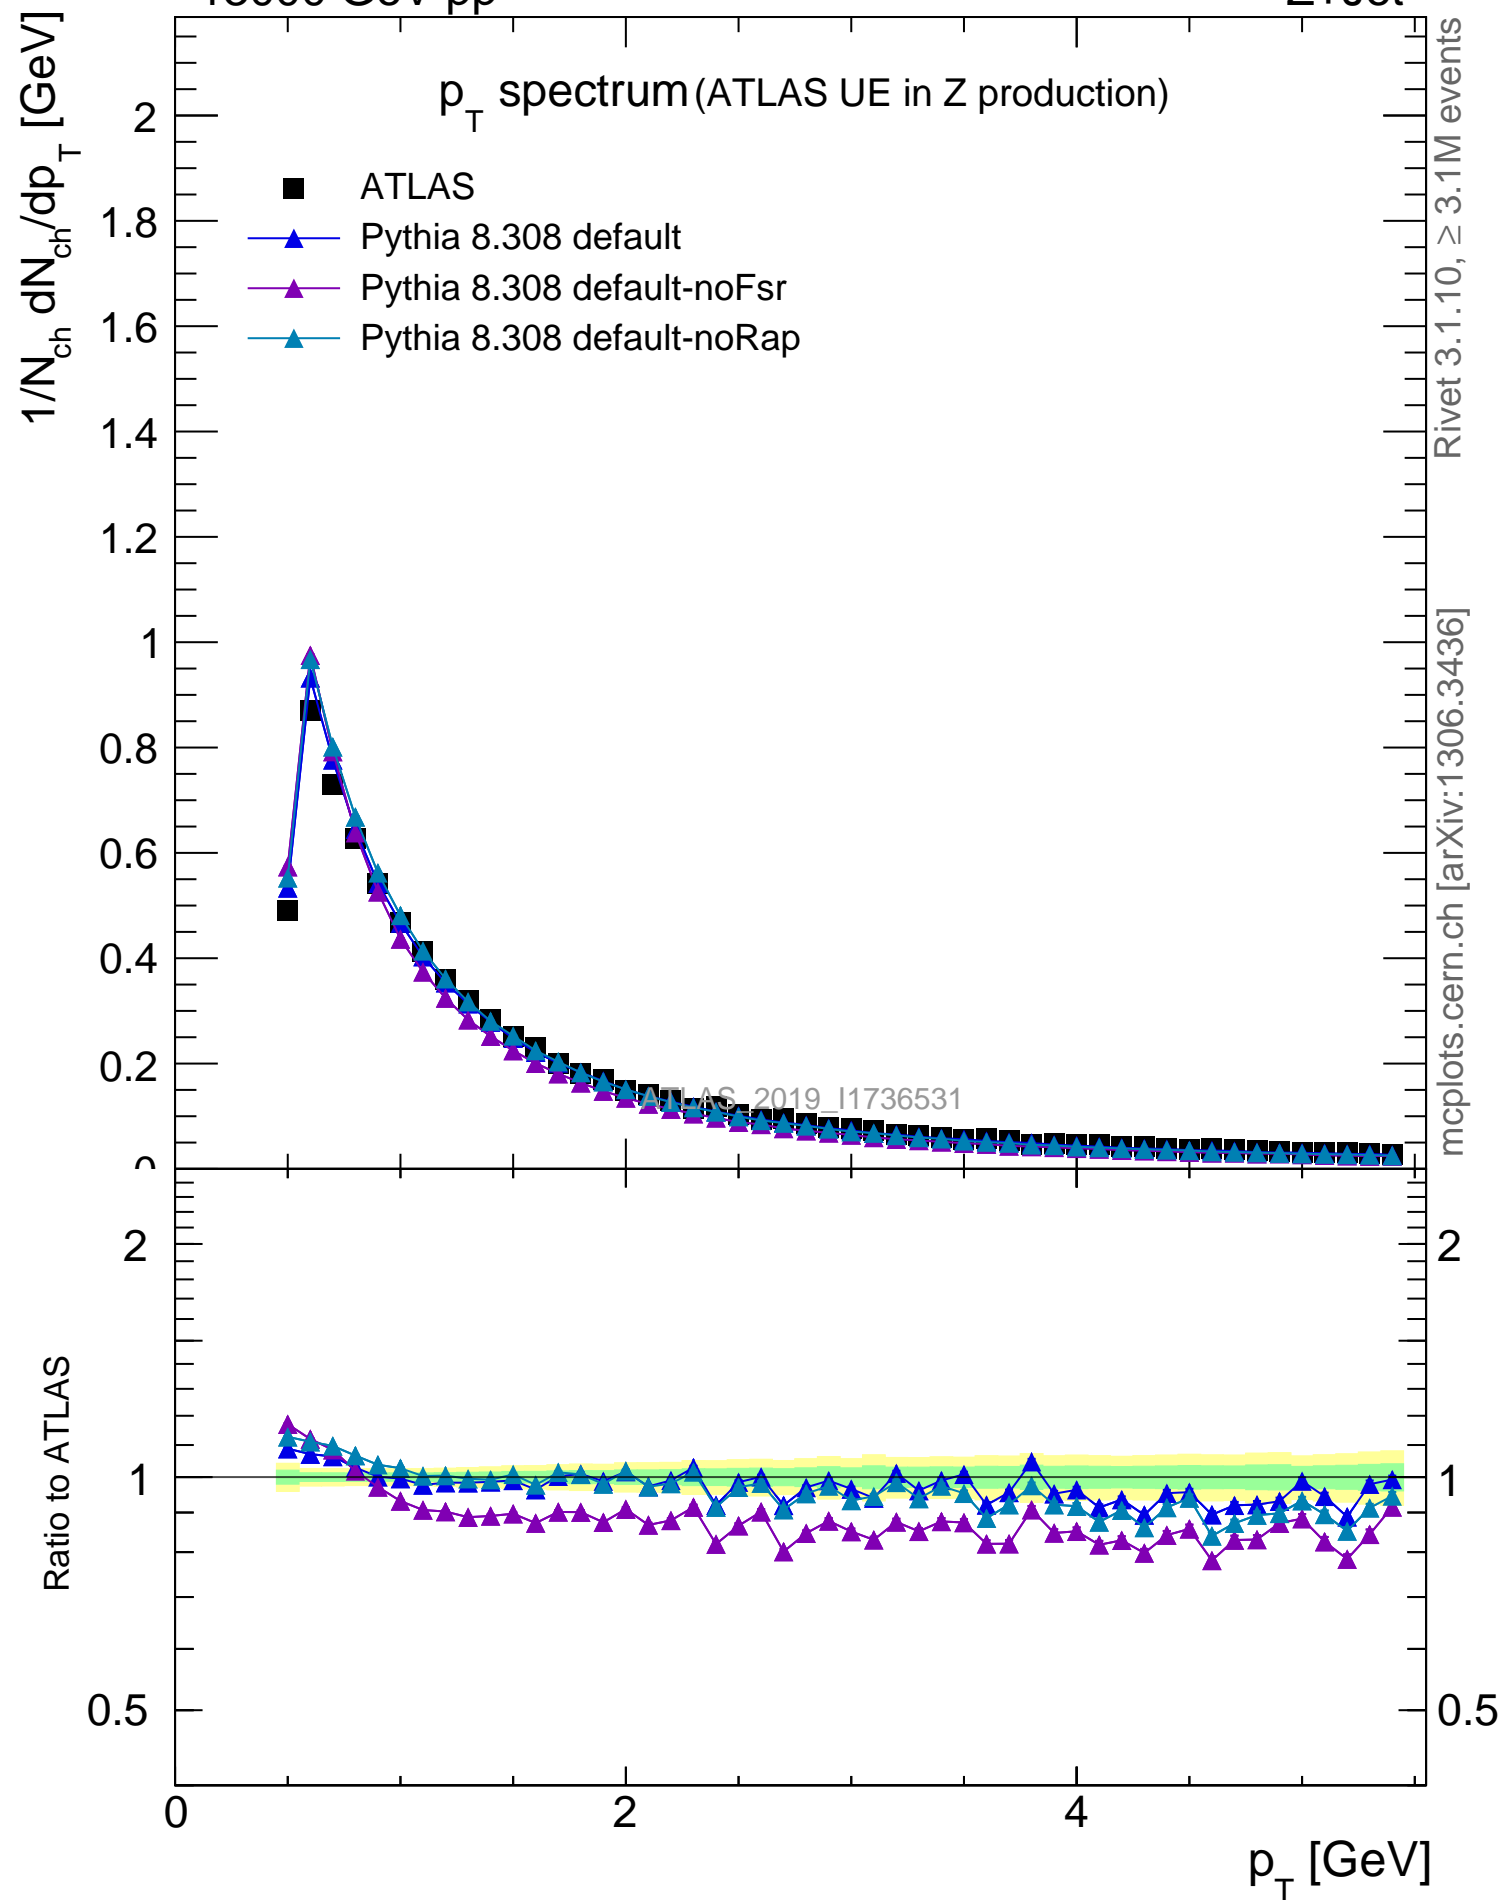 p_T spectrum (ATLAS UE in Z production)
ATLAS
Pythia 8.308 default
Pythia 8.308 default-noFsr
Pythia 8.308 default-noRap
1/N_ch dN_ch/dp_T [GeV]
2
1.8
1.6
1.4
1.2
1
0.8
0.6
0.4
0.2
0
ATLAS_2019_I1736531
Rivet 3.1.10, ≥ 3.1M events
mcplots.cern.ch [arXiv:1306.3436]
Ratio to ATLAS
2
1
0.5
2
1
0.5
0
2
4
p_T [GeV]